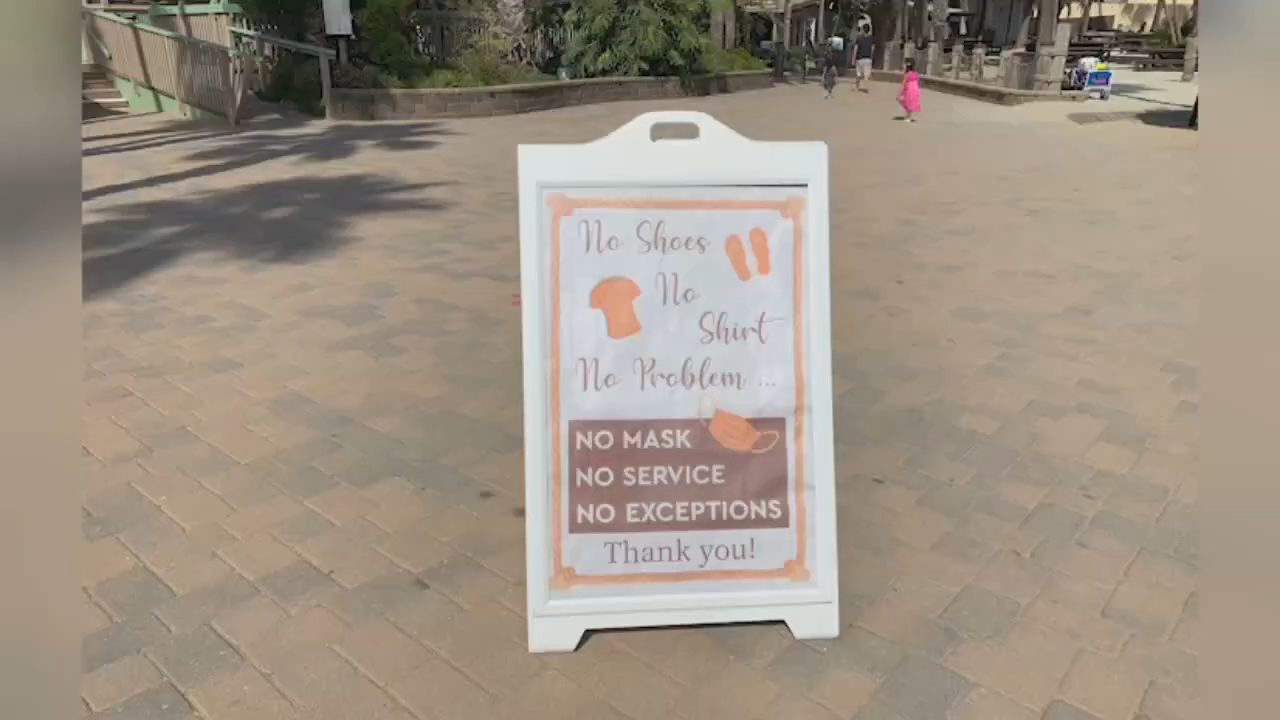 No Shoes
No
Shirt
No Problem ...
NO MASK
NO SERVICE
NO EXCEPTIONS
Thank you!